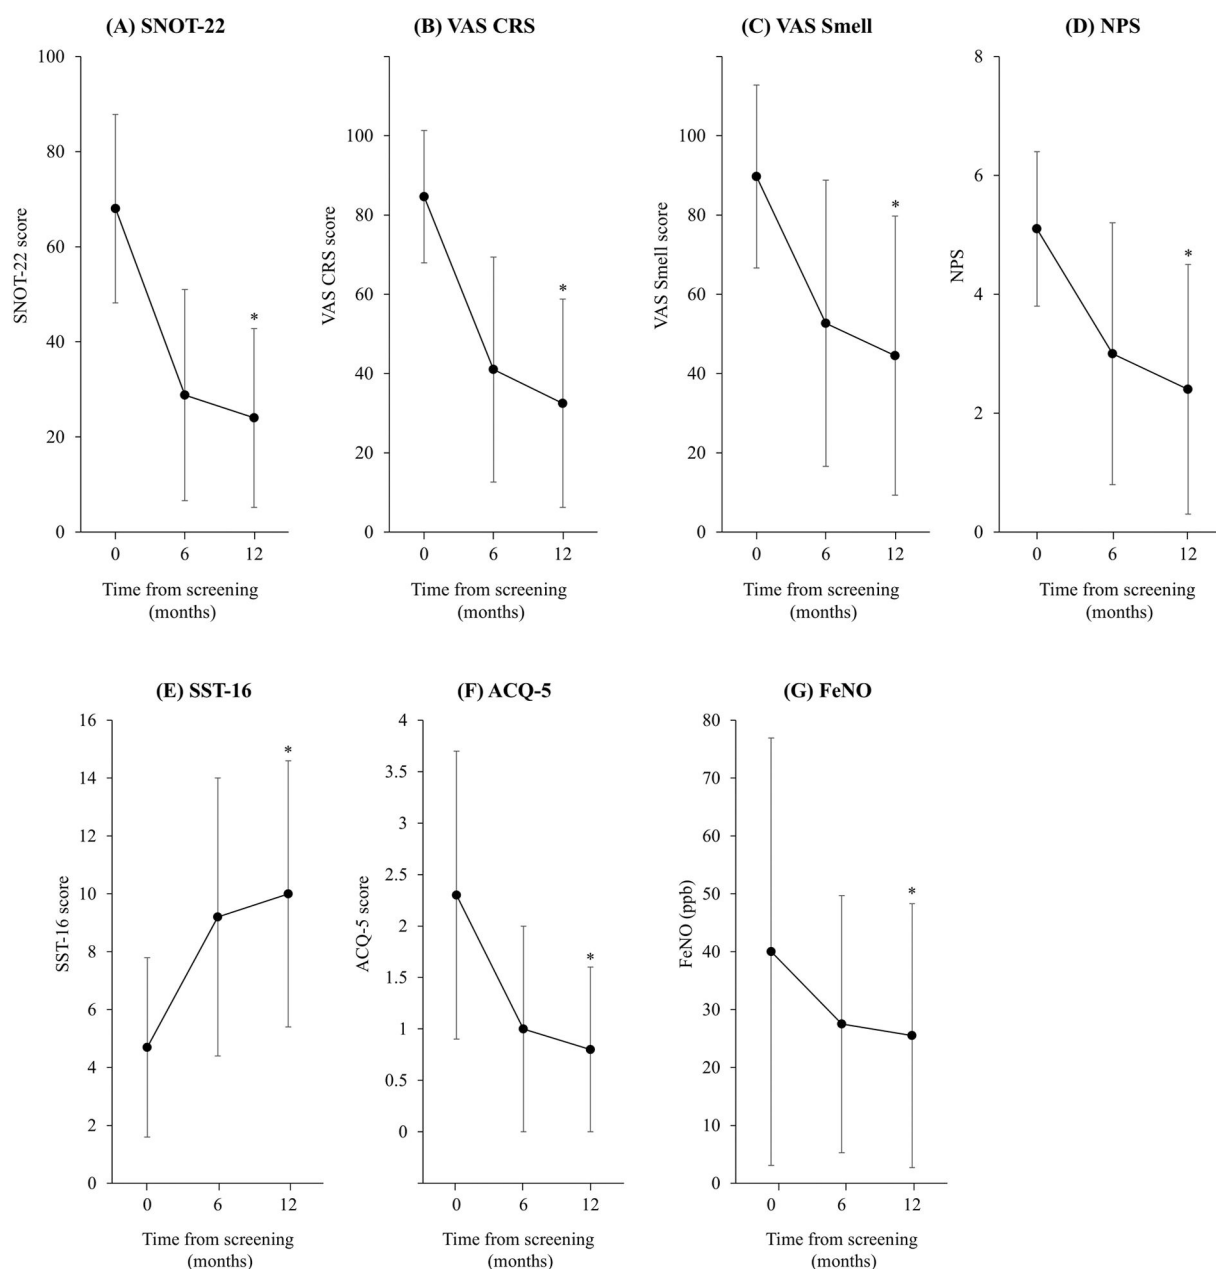 (A) SNOT-22
100
80
60
40
20
0
SNOT-22 score
0 6 12
Time from screening
(months)
(B) VAS CRS
100
80
60
40
20
0
VAS CRS score
0 6 12
Time from screening
(months)
(C) VAS Smell
100
80
60
40
20
0
VAS Smell score
0 6 12
Time from screening
(months)
(D) NPS
8
6
4
2
0
NPS
0 6 12
Time from screening
(months)
(E) SST-16
16
14
12
10
8
6
4
2
0
SST-16 score
0 6 12
Time from screening
(months)
(F) ACQ-5
4
3.5
3
2.5
2
1.5
1
0.5
0
ACQ-5 score
0 6 12
Time from screening
(months)
(G) FeNO
80
70
60
50
40
30
20
10
0
FeNO (ppb)
0 6 12
Time from screening
(months)
*
*
*
*
*
*
*